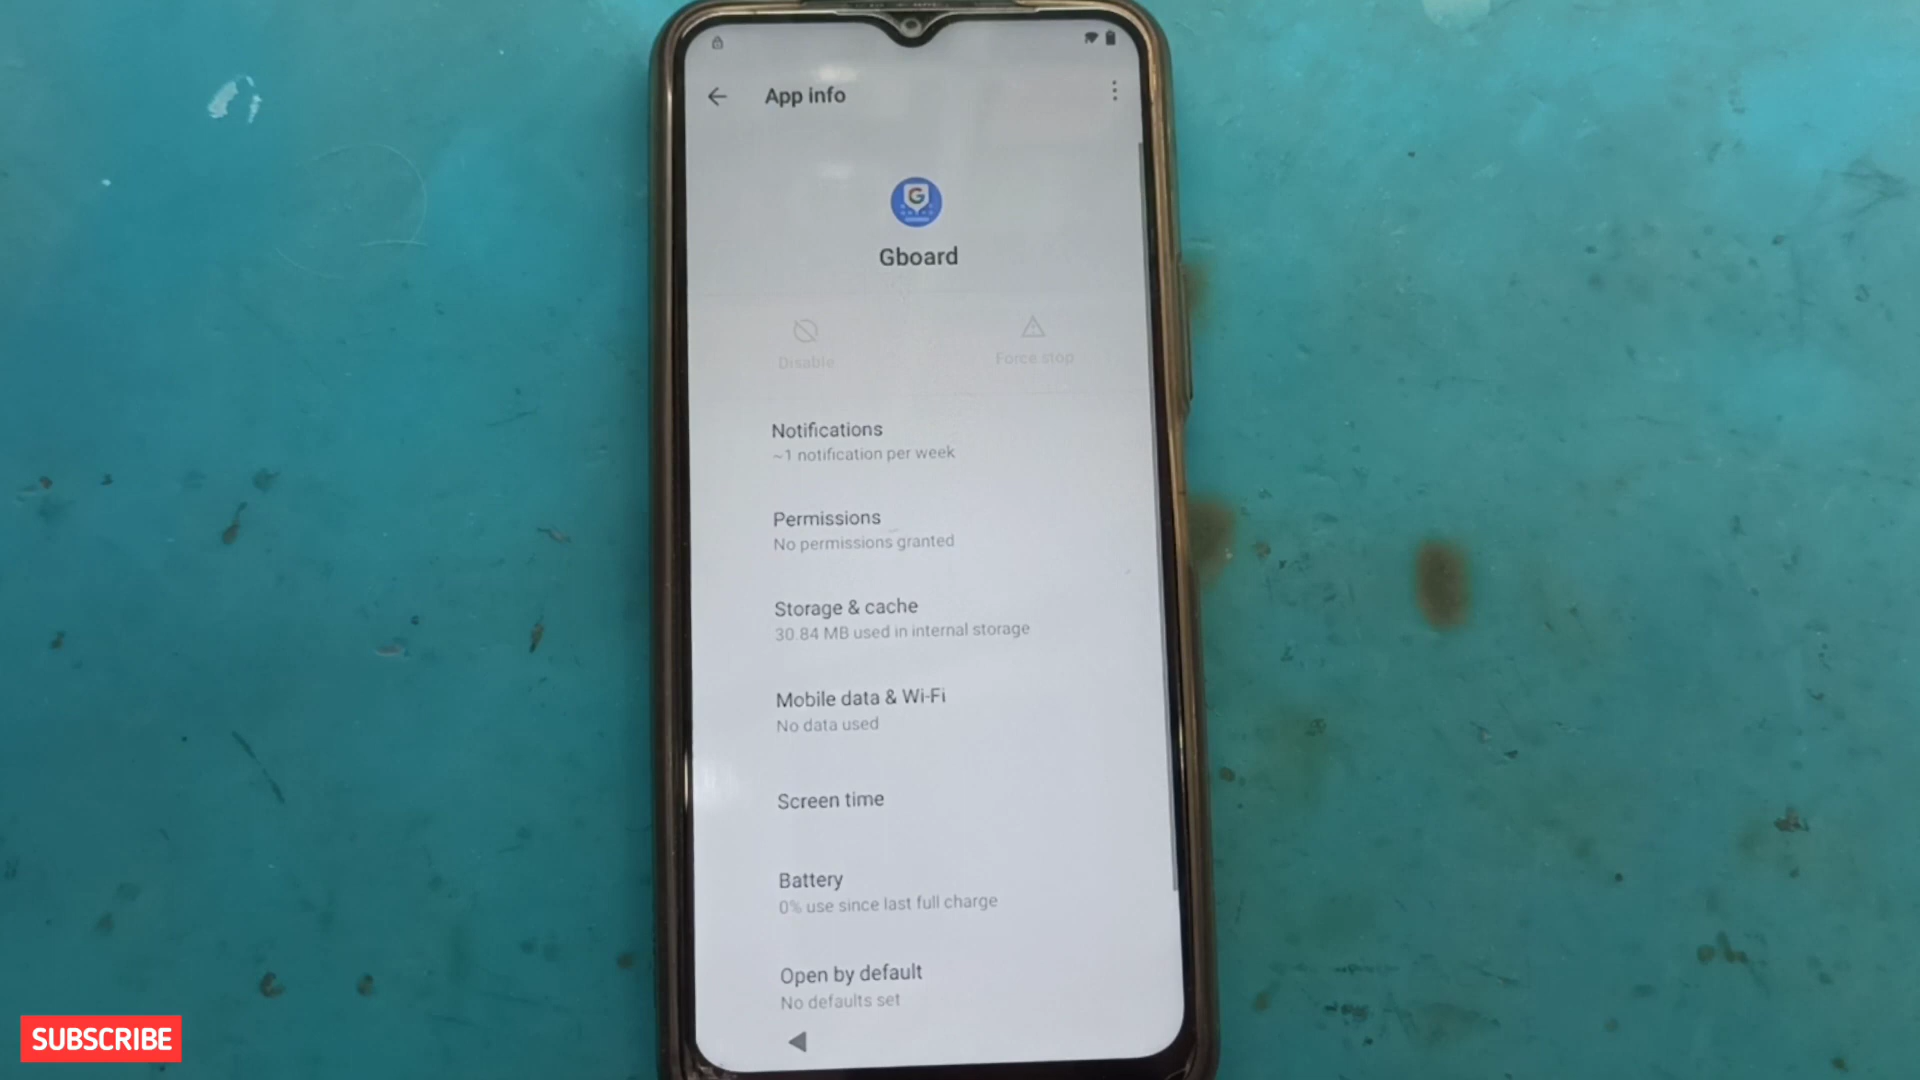 App info
G
Gboard
Disable
Force stop
Notifications
~1 notification per week
Permissions
No permissions granted
Storage & cache
30.84 MB used in internal storage
Mobile data & Wi-Fi
No data used
Screen time
Battery
0% use since last full charge
Open by default
No defaults set
SUBSCRIBE